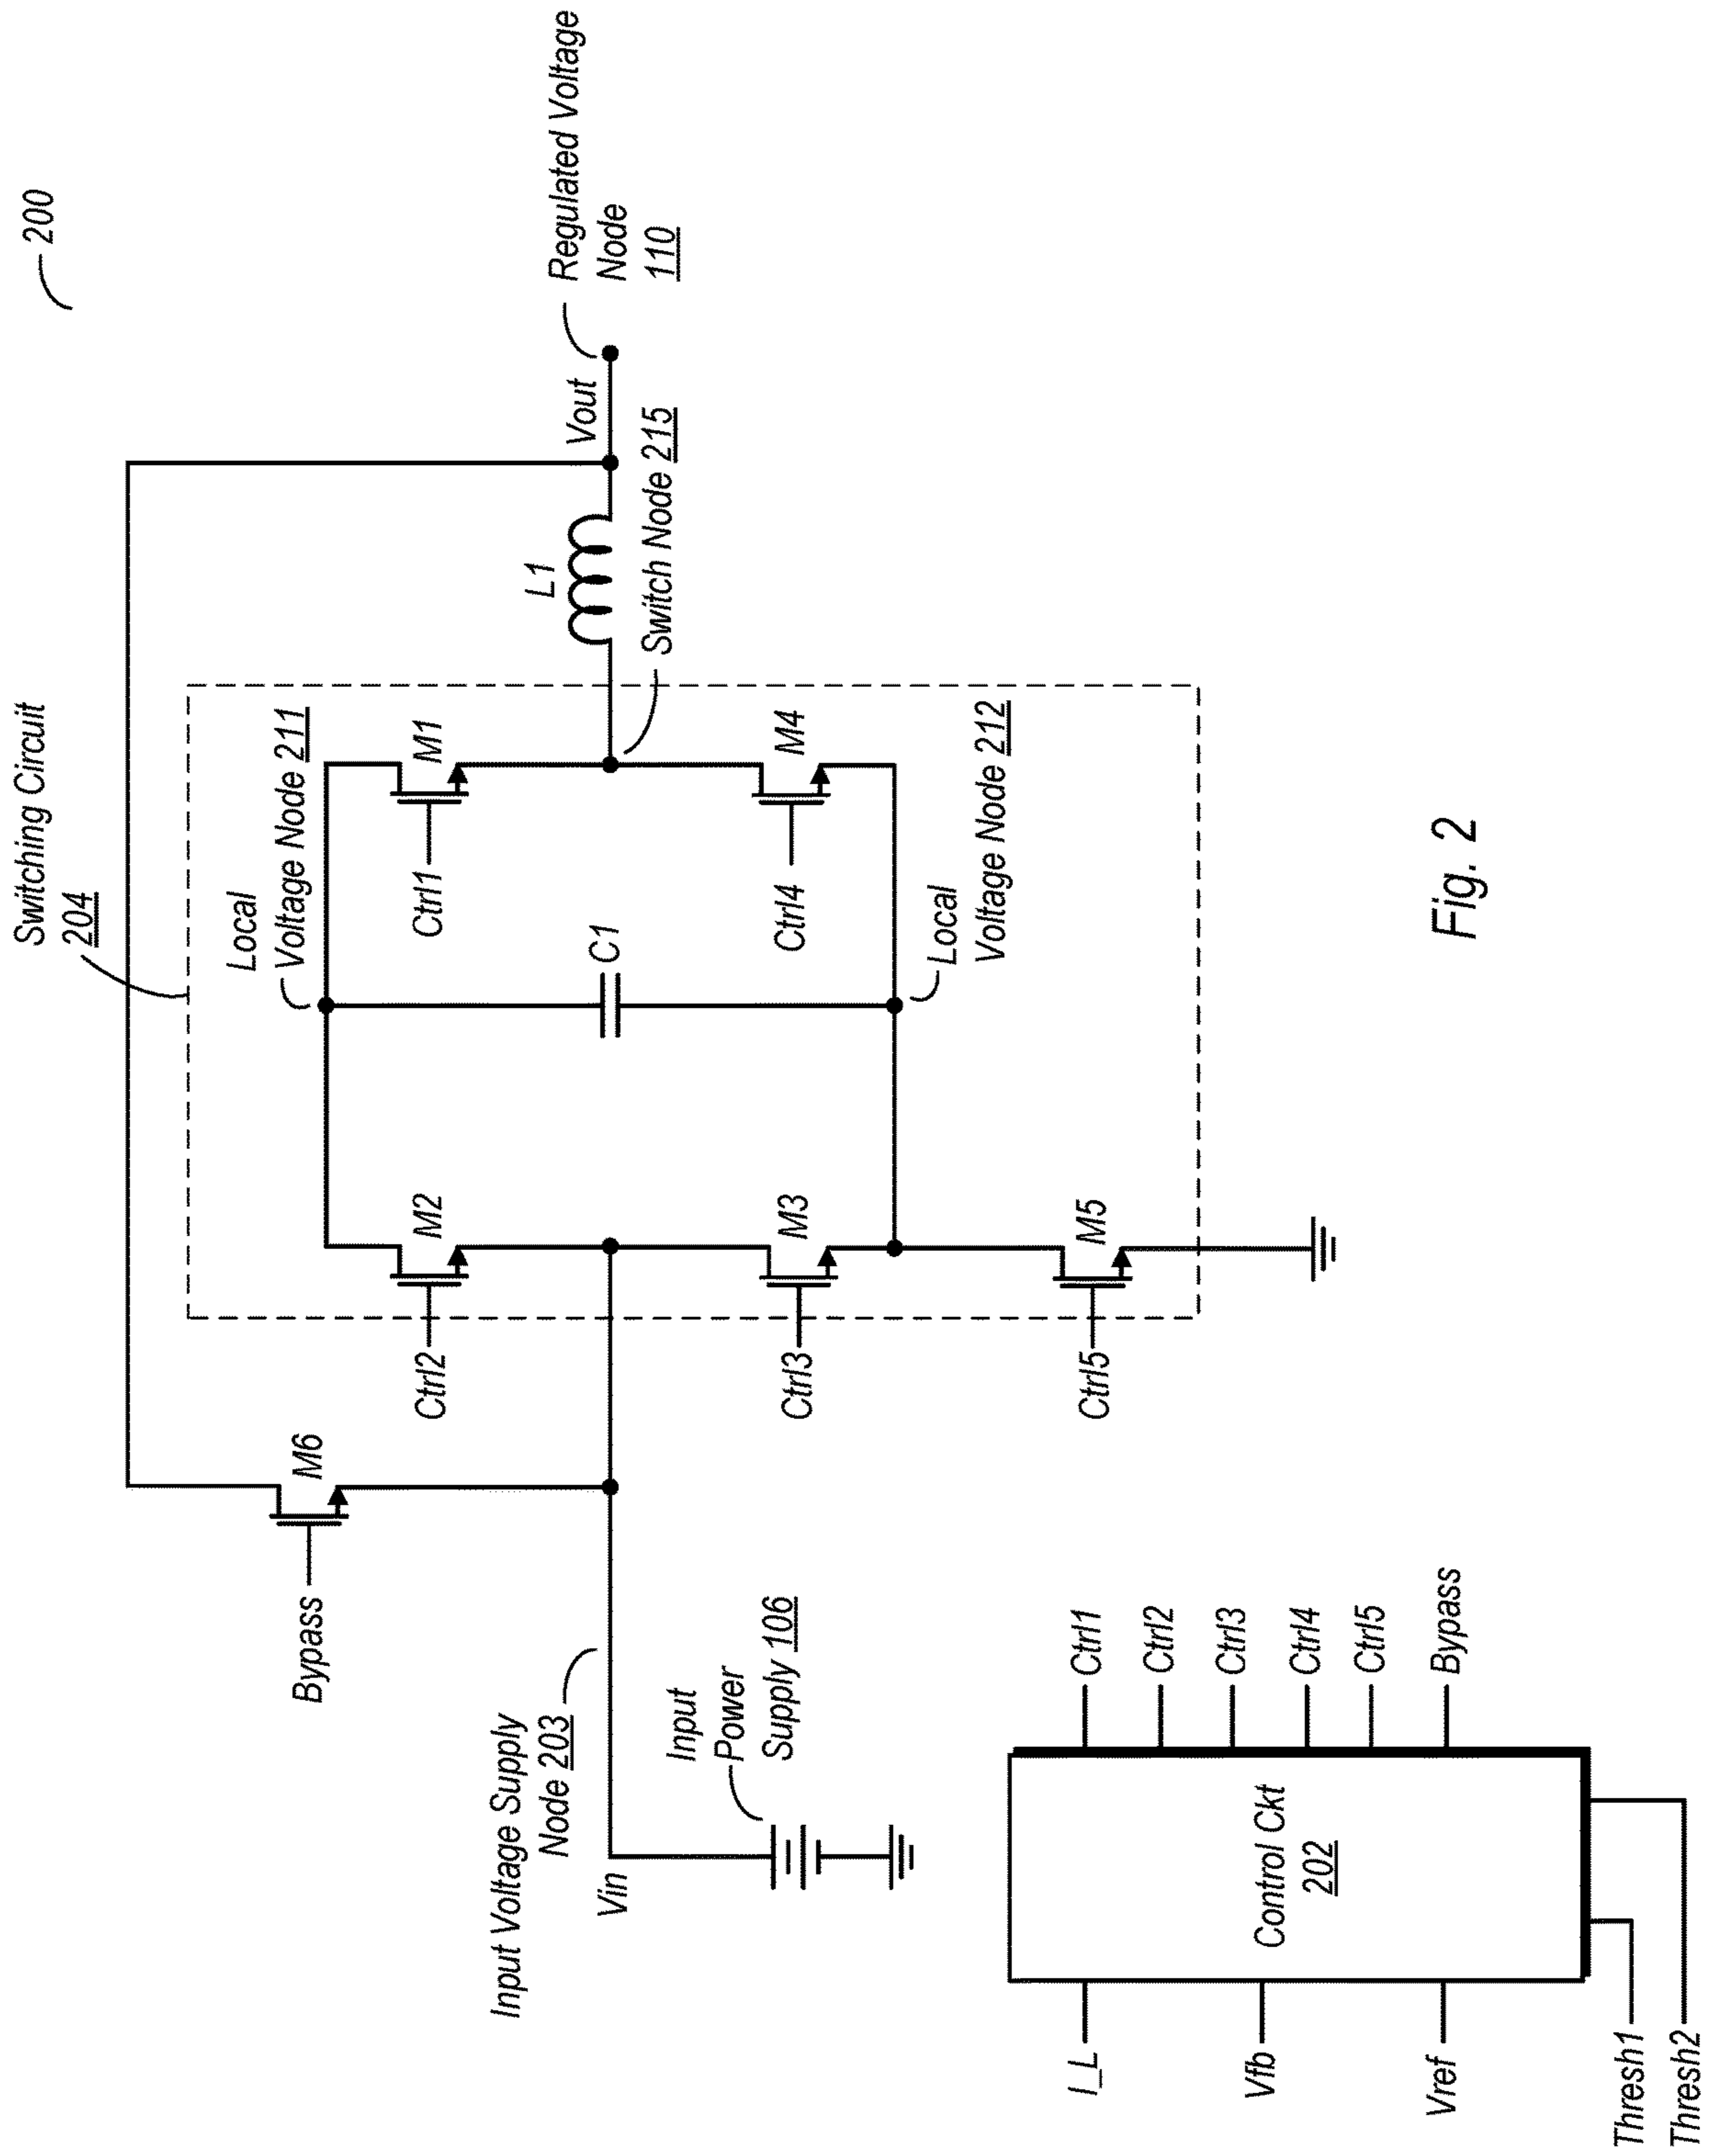 200
Switching Circuit
204
Bypass
M6
Local
Voltage Node 211
Ctrl2
M2
Ctrl1
M1
Input Voltage Supply
Node 203
Vin
C1
L1
Vout
Regulated Voltage
Node
110
Switch Node 215
Input
Power
Supply 106
Ctrl3
M3
Ctrl4
M4
Local
Voltage Node 212
Ctrl5
M5
I_L
Vfb
Vref
Thresh1
Thresh2
Control Ckt
202
Ctrl1
Ctrl2
Ctrl3
Ctrl4
Ctrl5
Bypass
Fig. 2